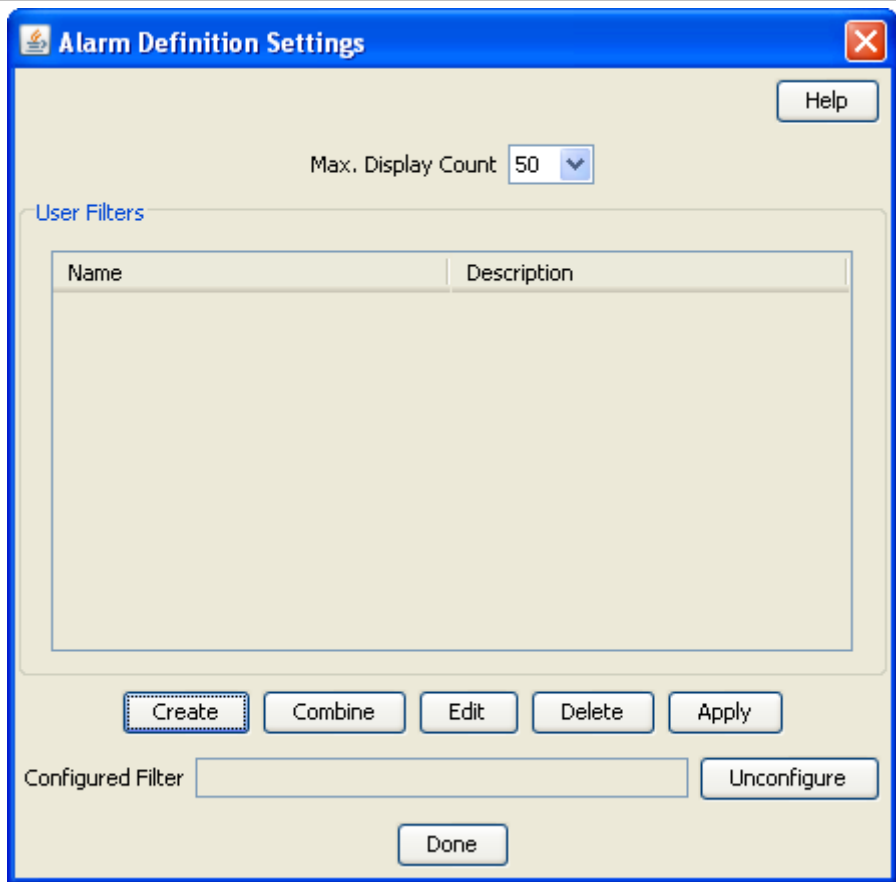 Alarm Definition Settings
Help
Max. Display Count 50
User Filters
Name Description
Create Combine Edit Delete Apply
Configured Filter Unconfigure
Done